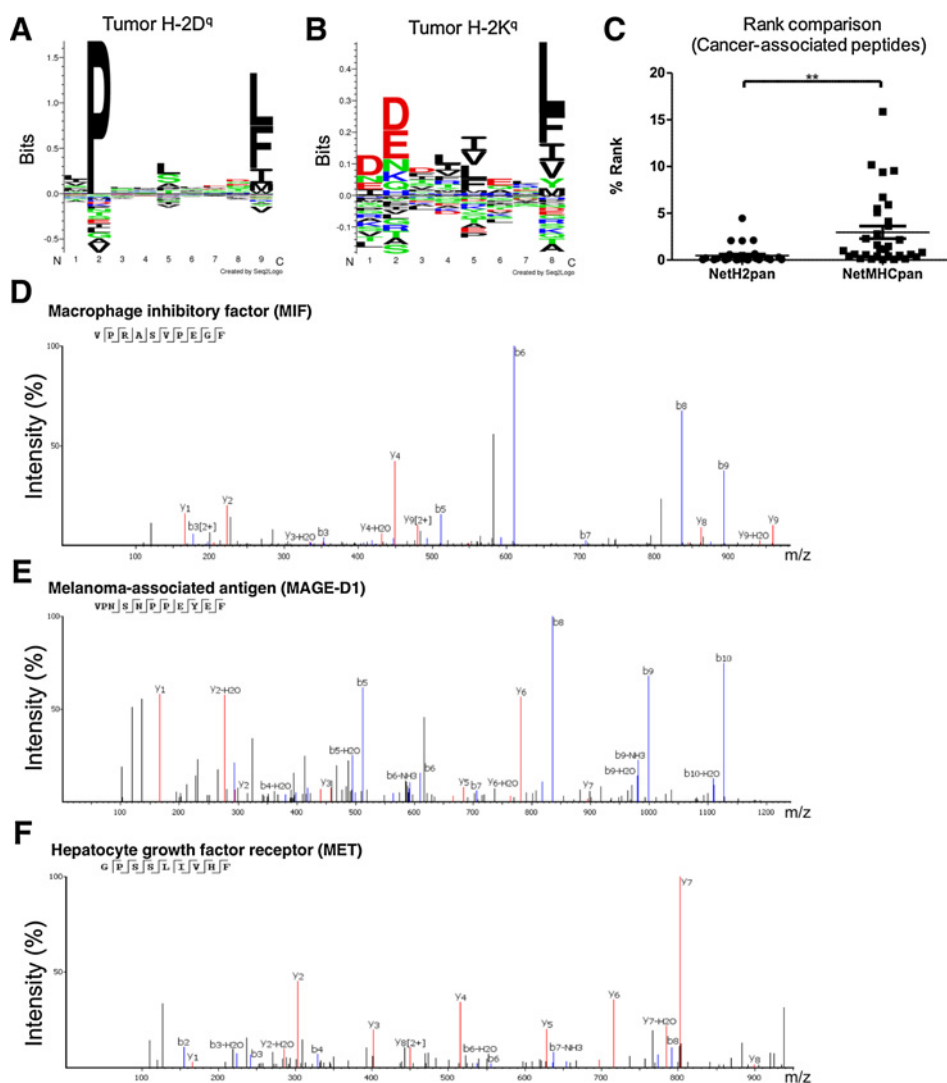 A
Tumor H-2Dq
Bits
1.5
1.0
0.5
0.0
-0.5
P
L
F
N 1 2 3 4 5 6 7 8 9 C
Created by Seq2Logo
B
Tumor H-2Kq
Bits
0.4
0.3
0.2
0.1
0.0
-0.1
D
D
E
N
K
L
F
I
V
N 1 2 3 4 5 6 7 8 C
Created by Seq2Logo
C
Rank comparison
(Cancer-associated peptides)
**
% Rank
20
15
10
5
0
NetH2pan NetMHCpan
D
Macrophage inhibitory factor (MIF)
V P R A S V P E G F
Intensity (%)
100
50
y1 b3[2+] y2 y3-H2O b3 y4-H2O y4 y9[2+] b5 b6 b7 b8 y8 b9 y9-H2O y9
100 200 300 400 500 600 700 800 900 m/z
E
Melanoma-associated antigen (MAGE-D1)
V P N S N P P E Y E F
Intensity (%)
100
50
y1 y2-H2O y2 b4-H2O y3 b5-H2O b5 b6-NH3 b6 y5 b7 y6-H2O y6 b8 y7 b9-H2O b9-NH3 b9 b10-H2O b10
100 200 300 400 500 600 700 800 900 1000 1100 1200 m/z
F
Hepatocyte growth factor receptor (MET)
G P S S L I V H F
Intensity (%)
100
50
b2 y1 b3-H2O b3 y2-H2O y2 b4 y3 y8[2+] y4 b6-H2O b6 y5 b7-NH3 y6 y7-H2O b8 y7 y8
100 200 300 400 500 600 700 800 900 m/z